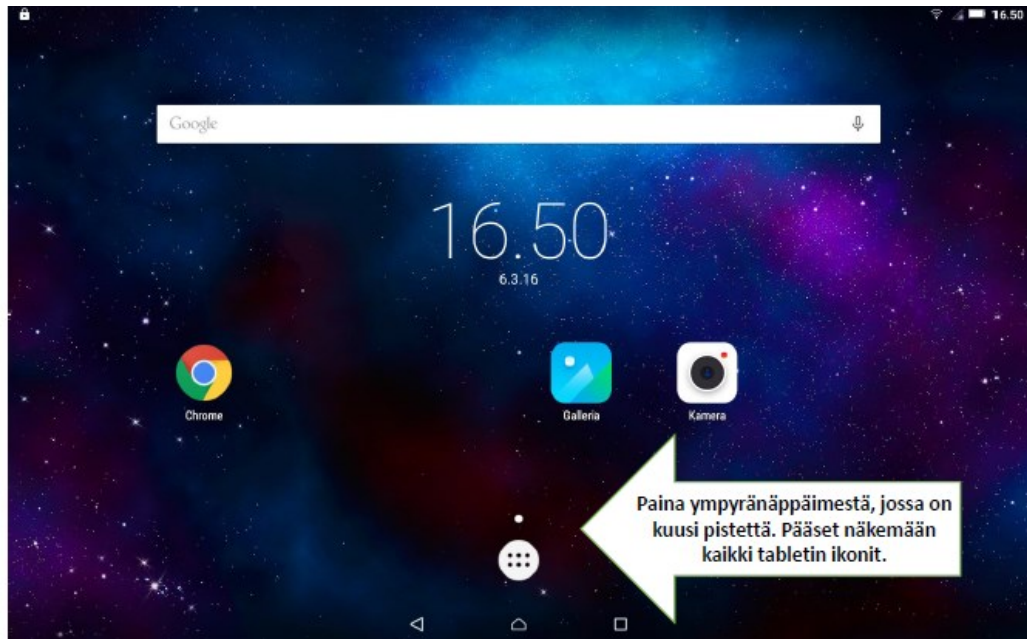 16.50
Google
16.50
6.3.16
Chrome
Galleria
Kamera
Paina ympyränäppäimestä, jossa on
kuusi pistettä. Pääset näkemään
kaikki tabletin ikonit.